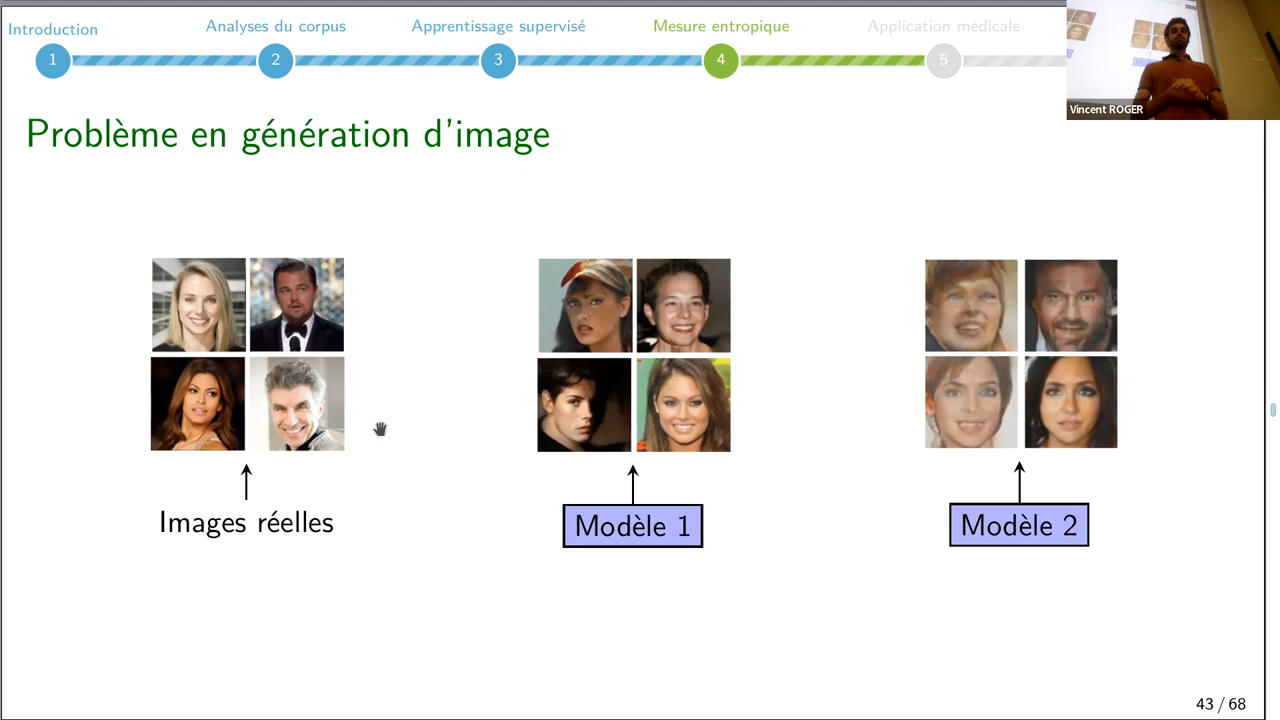 Introduction
Analyses du corpus
Apprentissage supervisé
Mesure entropique
Application médicale
1
2
3
4
5
Vincent ROGER
Problème en génération d'image
Images réelles
Modèle 1
Modèle 2
43 / 68